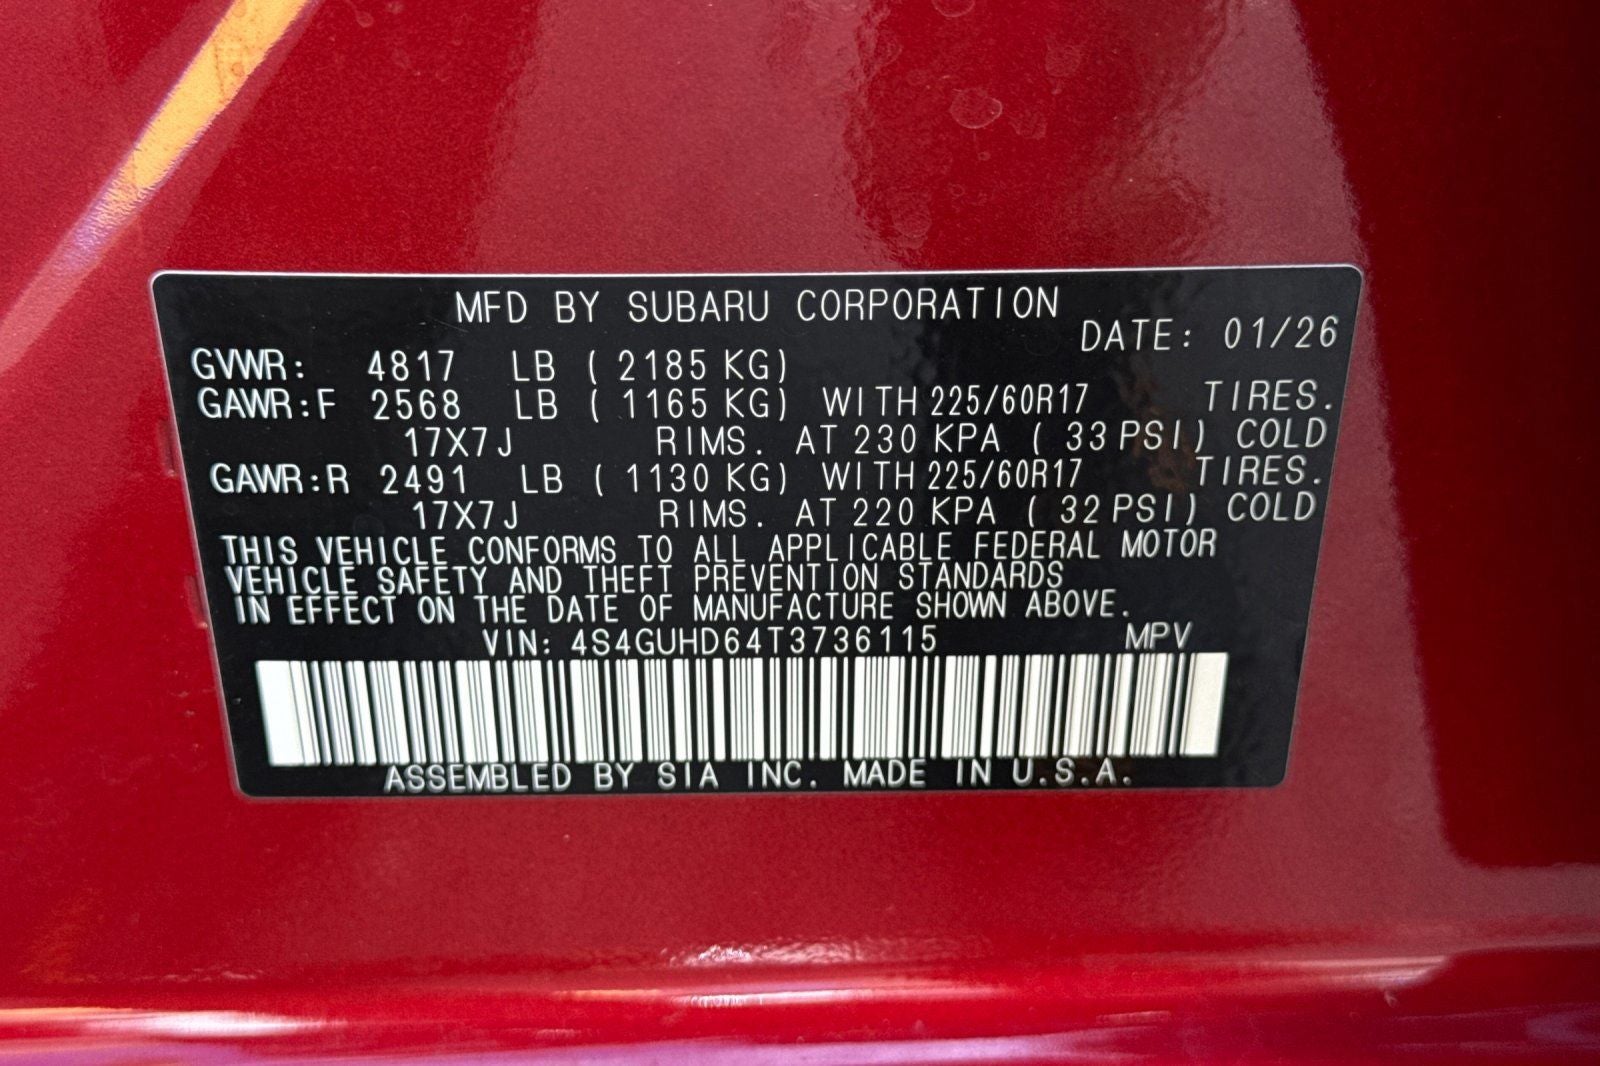 MFD BY SUBARU CORPORATION
DATE: 01/26
GVWR: 4817 LB ( 2185 KG)
GAWR:F 2568 LB ( 1165 KG) WITH 225/60R17 TIRES.
17X7J RIMS. AT 230 KPA ( 33 PSI) COLD
GAWR:R 2491 LB ( 1130 KG) WITH 225/60R17 TIRES.
17X7J RIMS. AT 220 KPA ( 32 PSI) COLD
THIS VEHICLE CONFORMS TO ALL APPLICABLE FEDERAL MOTOR
VEHICLE SAFETY AND THEFT PREVENTION STANDARDS
IN EFFECT ON THE DATE OF MANUFACTURE SHOWN ABOVE.
VIN: 4S4GUHD64T3736115 MPV
ASSEMBLED BY SIA INC. MADE IN U.S.A.